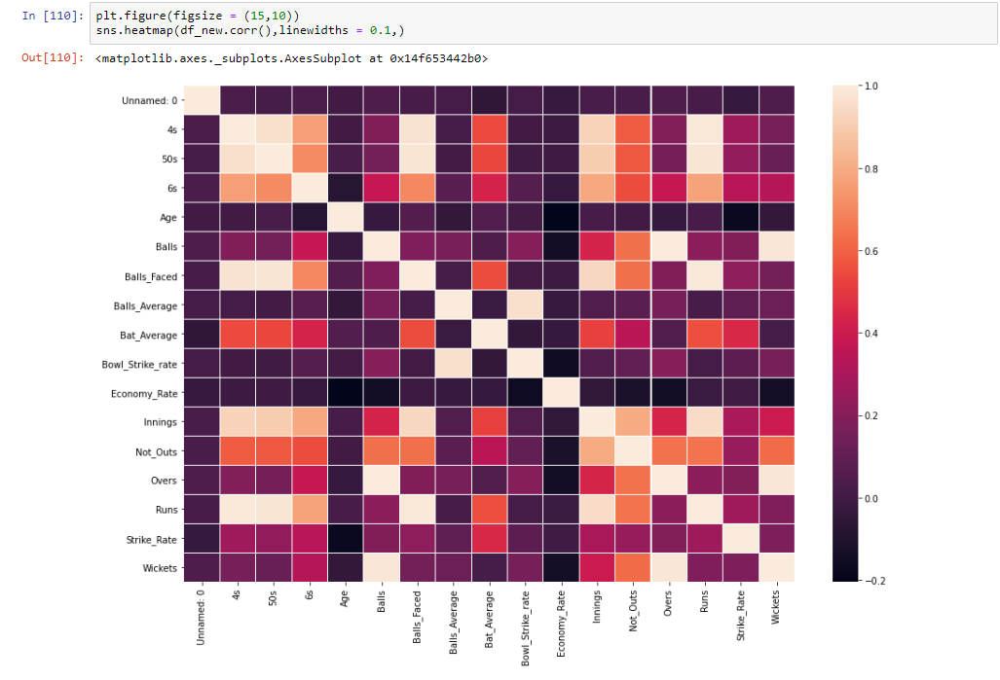 In [110]: plt.figure(figsize = (15,10))
sns.heatmap(df_new.corr(),linewidths = 0.1,)
Out[110]: <matplotlib.axes._subplots.AxesSubplot at 0x14f653442b0>
Unnamed: 0
4s
50s
6s
Age
Balls
Balls_Faced
Balls_Average
Bat_Average
Bowl_Strike_rate
Economy_Rate
Innings
Not_Outs
Overs
Runs
Strike_Rate
Wickets
Unnamed: 0
4s
50s
6s
Age
Balls
Balls_Faced
Balls_Average
Bat_Average
Bowl_Strike_rate
Economy_Rate
Innings
Not_Outs
Overs
Runs
Strike_Rate
Wickets
1.0
0.8
0.6
0.4
0.2
0.0
−0.2